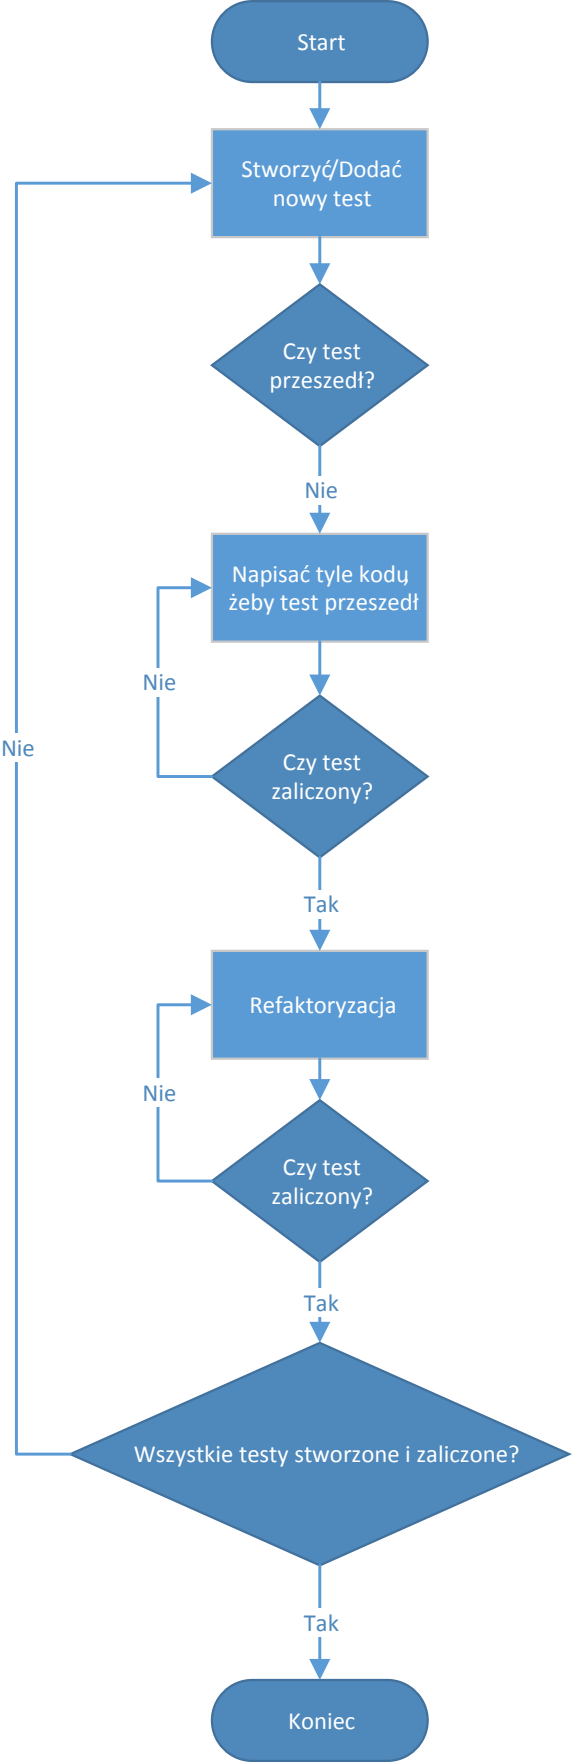 Start
Stworzyć/Dodać
nowy test
Czy test
przeszedł?
Nie
Napisać tyle kodu,
żeby test przeszedł
Nie
Czy test
zaliczony?
Nie
Tak
Refaktoryzacja
Nie
Czy test
zaliczony?
Tak
Wszystkie testy stworzone i zaliczone?
Tak
Koniec